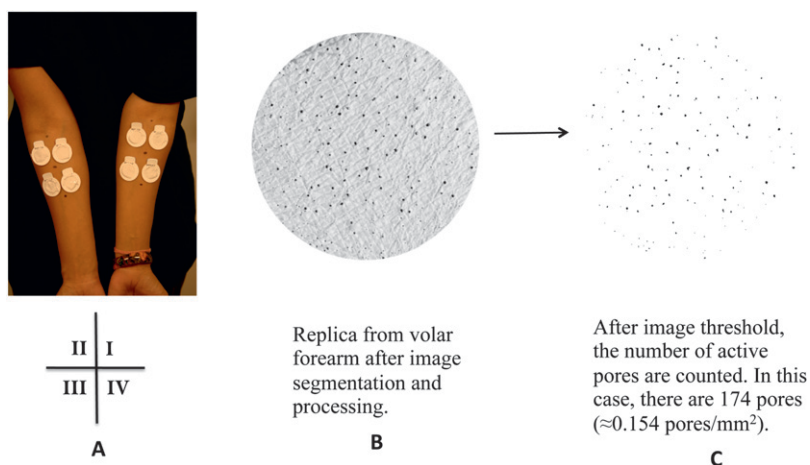 II I
III IV
A
Replica from volar
forearm after image
segmentation and
processing.
B
After image threshold,
the number of active
pores are counted. In this
case, there are 174 pores
(≈0.154 pores/mm²).
C